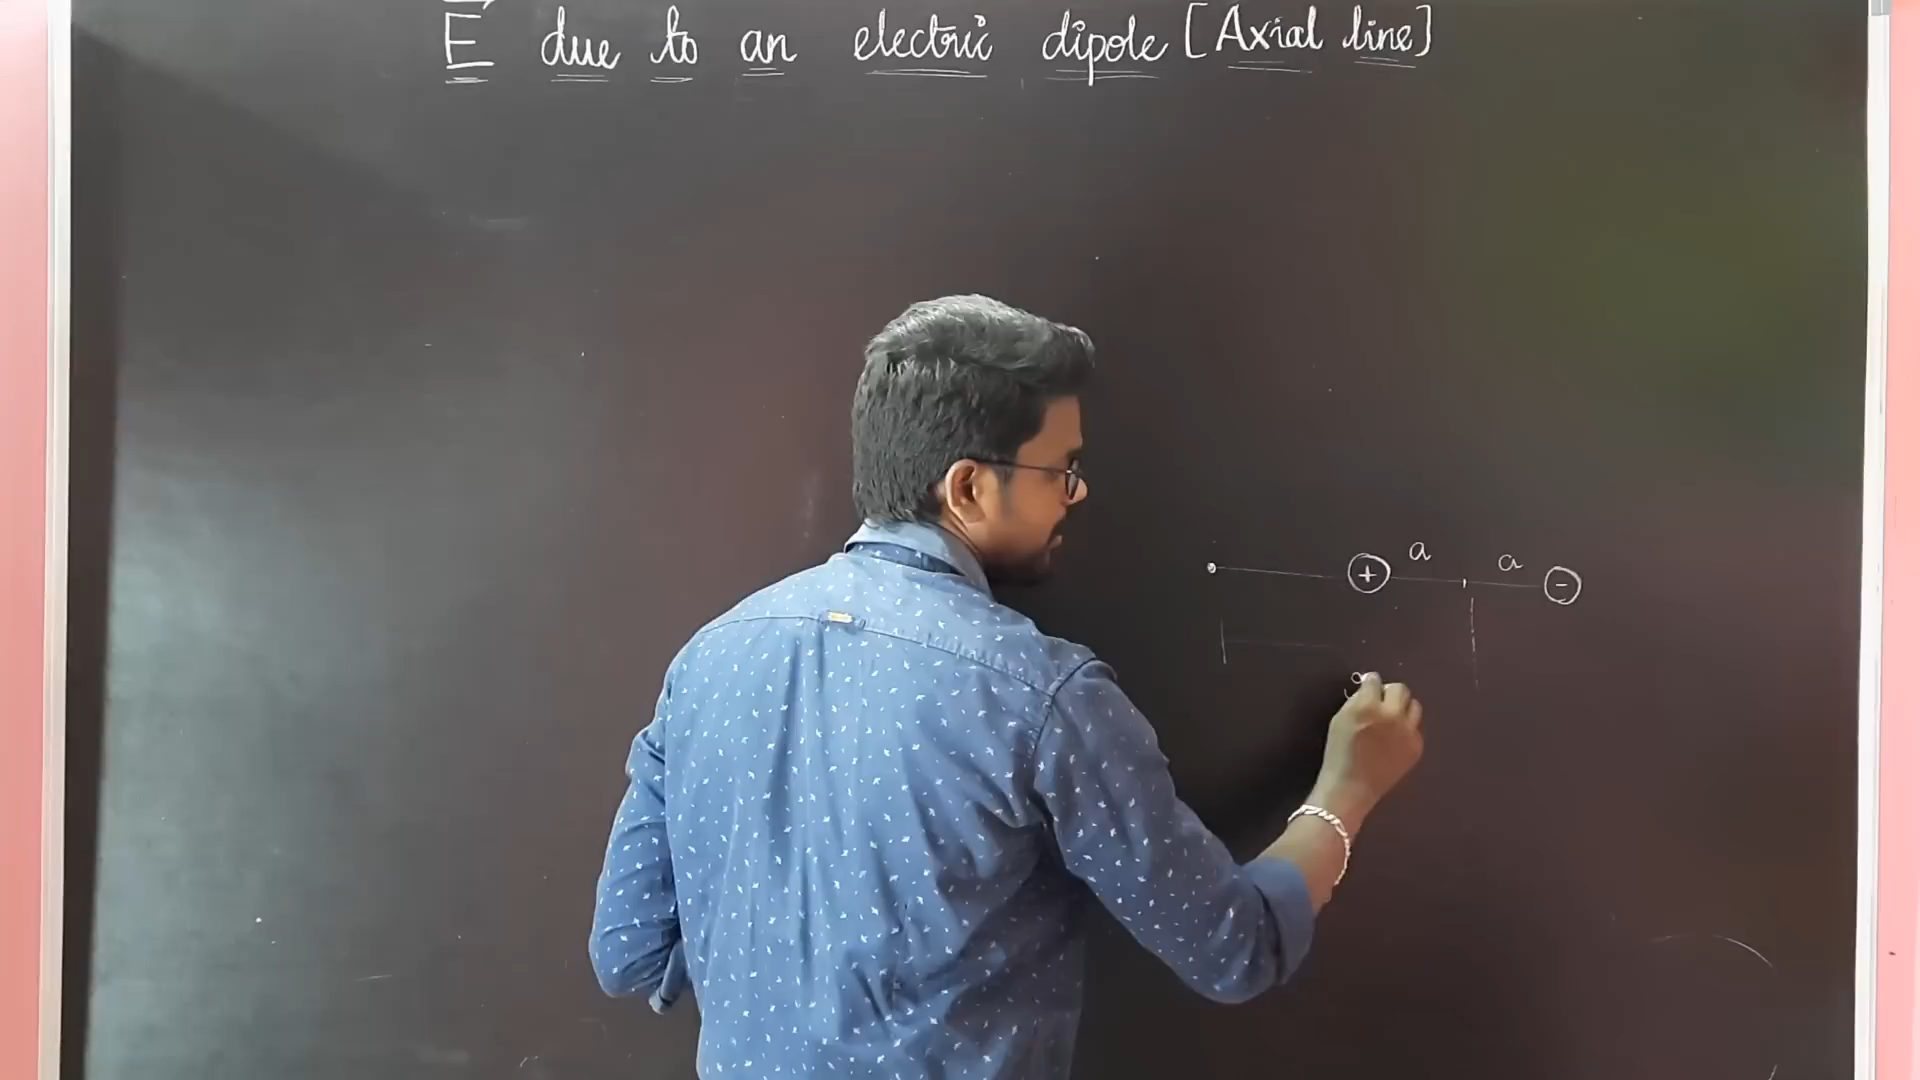 E due to an electric dipole [Axial line]
a a
+ -